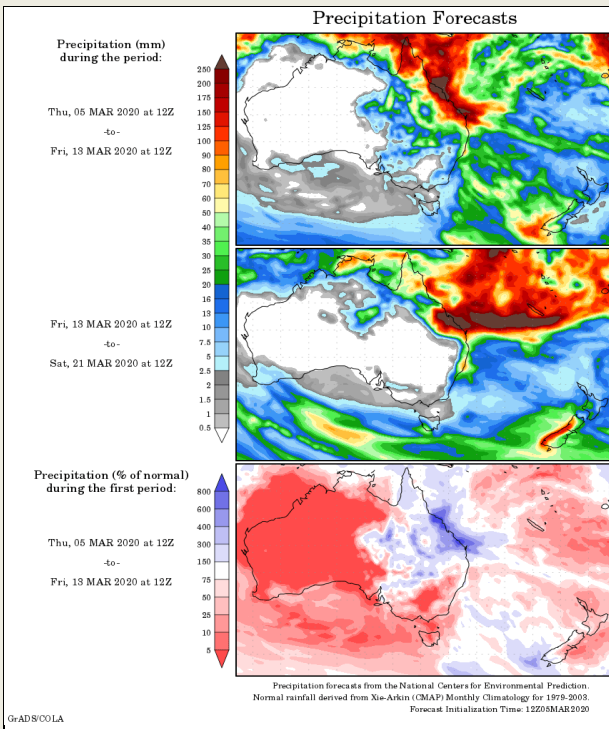 Precipitation Forecasts
Precipitation (mm)
during the period:
Thu, 05 MAR 2020 at 12Z
-to-
Fri, 13 MAR 2020 at 12Z
250
200
175
150
125
100
90
80
70
60
50
40
35
30
25
20
16
13
10
7.5
5
2.5
2
1.5
1
0.5
Fri, 13 MAR 2020 at 12Z
-to-
Sat, 21 MAR 2020 at 12Z
Precipitation (% of normal)
during the first period:
Thu, 05 MAR 2020 at 12Z
-to-
Fri, 13 MAR 2020 at 12Z
800
600
400
300
150
75
50
25
10
5
Precipitation forecasts from the National Centers for Environmental Prediction.
Normal rainfall derived from Xie-Arkin (CMAP) Monthly Climatology for 1979-2003.
Forecast Initialization Time: 12Z05MAR2020
GrADS/COLA